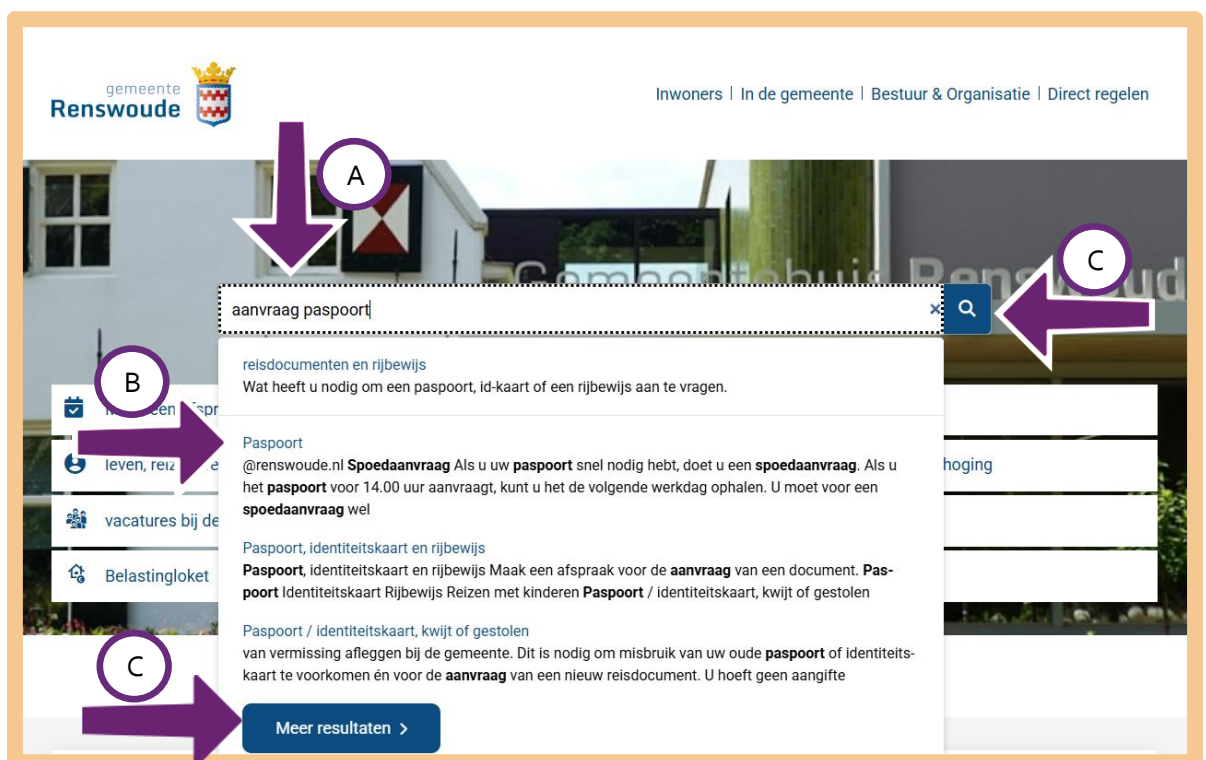 gemeente
Renswoude
Inwoners | In de gemeente | Bestuur & Organisatie | Direct regelen
A
Gemeentehuis Renswoud
C
aanvraag paspoort
×
reisdocumenten en rijbewijs
Wat heeft u nodig om een paspoort, id-kaart of een rijbewijs aan te vragen.
B
Paspoort
@renswoude.nl Spoedaanvraag Als u uw paspoort snel nodig hebt, doet u een spoedaanvraag. Als u
het paspoort voor 14.00 uur aanvraagt, kunt u het de volgende werkdag ophalen. U moet voor een
spoedaanvraag wel
leven, hoging
vacatures bij de
Paspoort, identiteitskaart en rijbewijs
Paspoort, identiteitskaart en rijbewijs Maak een afspraak voor de aanvraag van een document. Pas-
poort Identiteitskaart Rijbewijs Reizen met kinderen Paspoort / identiteitskaart, kwijt of gestolen
Belastingloket
Paspoort / identiteitskaart, kwijt of gestolen
van vermissing afleggen bij de gemeente. Dit is nodig om misbruik van uw oude paspoort of identiteits-
kaart te voorkomen én voor de aanvraag van een nieuw reisdocument. U hoeft geen aangifte
C
Meer resultaten >